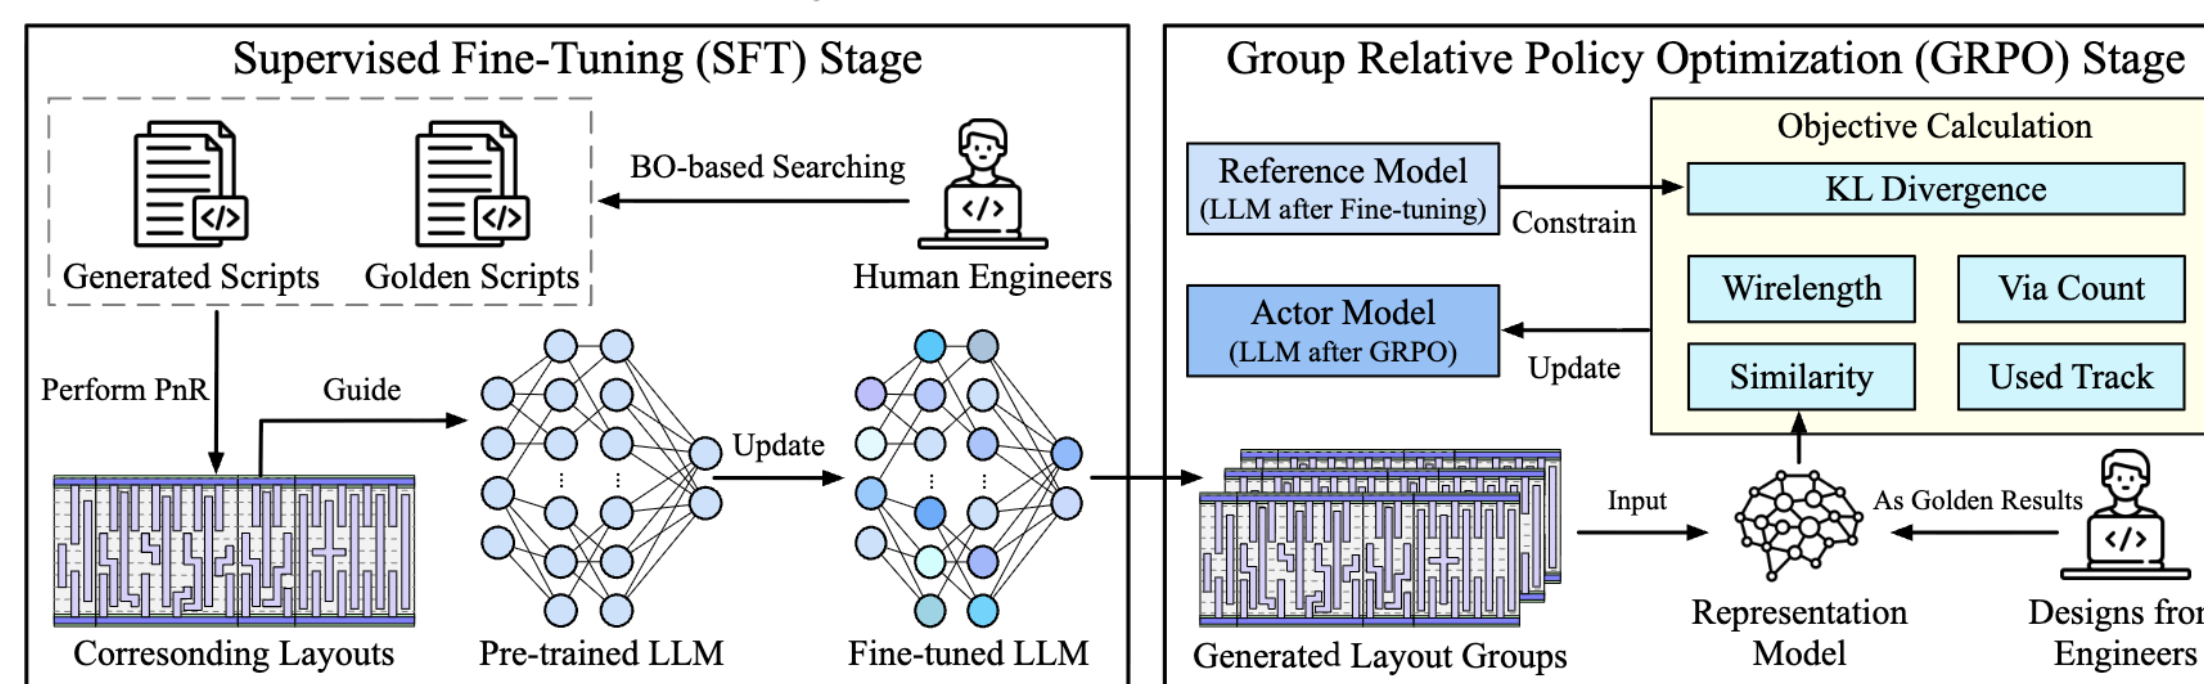 Supervised Fine-Tuning (SFT) Stage
Generated Scripts
Golden Scripts
BO-based Searching
Human Engineers
Perform PnR
Guide
Update
Corresonding Layouts
Pre-trained LLM
Fine-tuned LLM
Group Relative Policy Optimization (GRPO) Stage
Reference Model
(LLM after Fine-tuning)
Constrain
Actor Model
(LLM after GRPO)
Update
Objective Calculation
KL Divergence
Wirelength
Via Count
Similarity
Used Track
Input
As Golden Results
Generated Layout Groups
Representation
Model
Designs from
Engineers